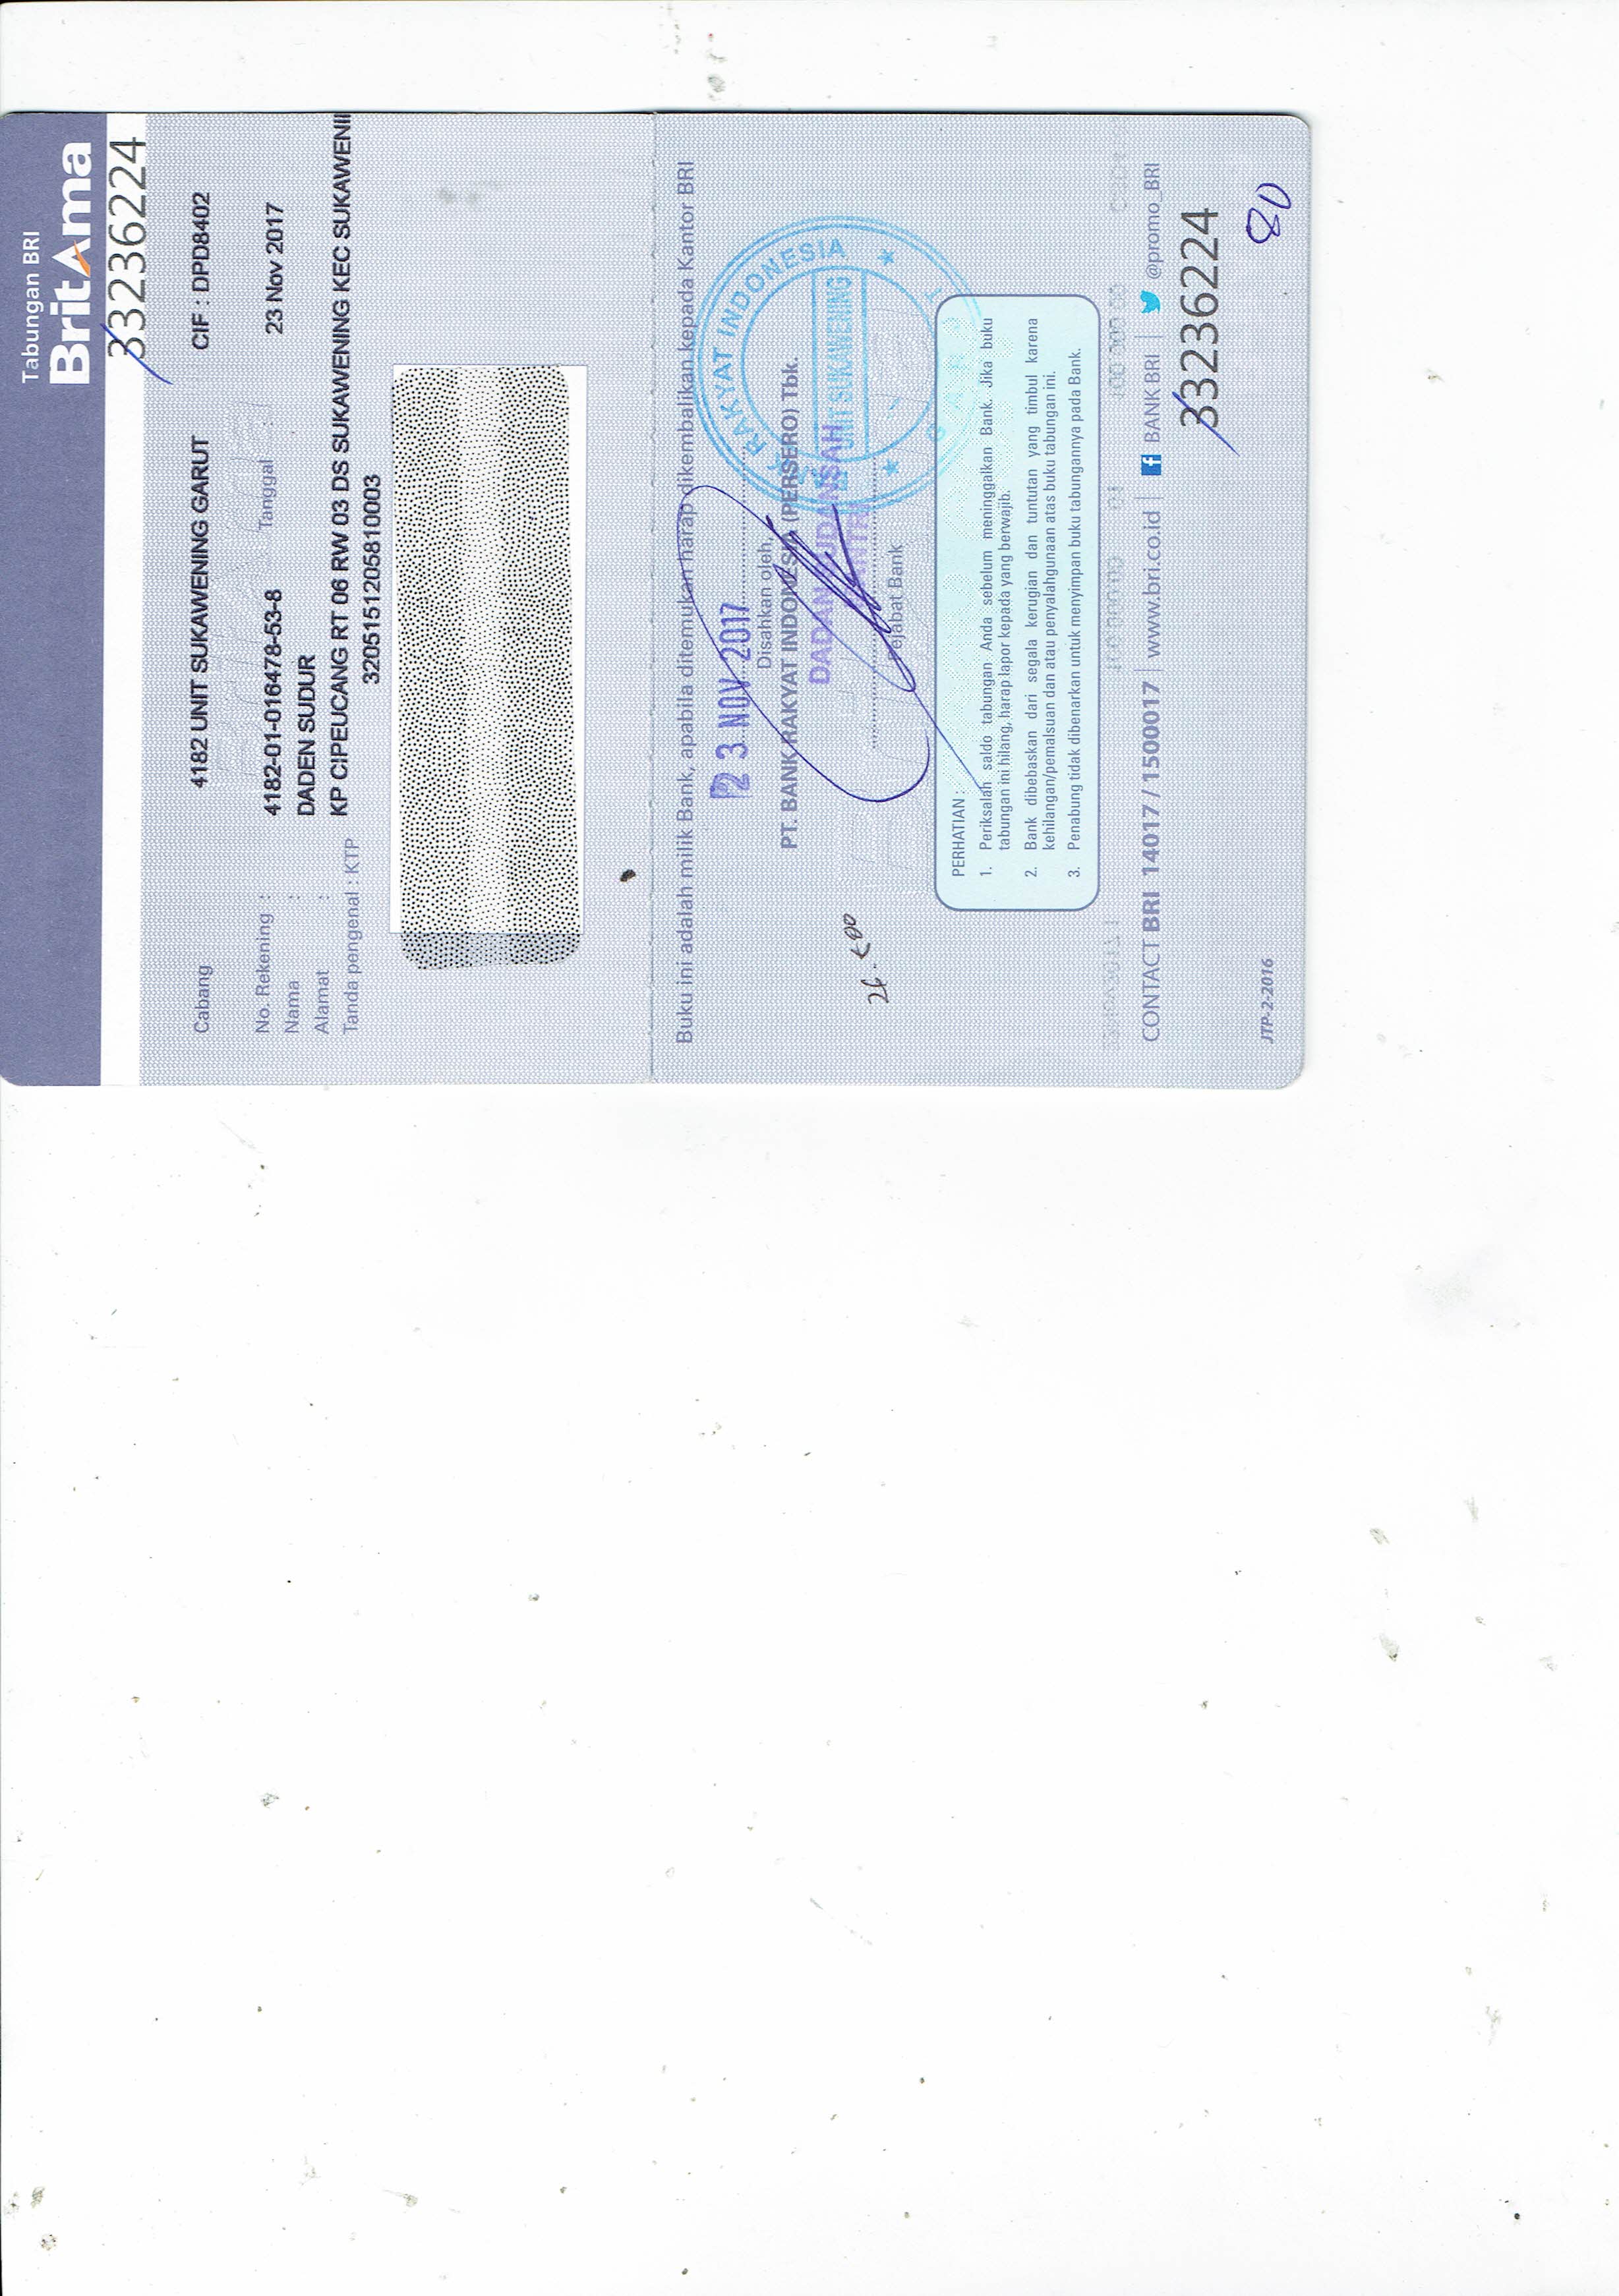 Tabungan BRI
BritAma
33236224
Cabang 4182 UNIT SUKAWENING GARUT CIF : DPD8402
No. Rekening : 4182-01-016478-53-8 Tanggal : 23 Nov 2017
Nama : DADEN SUDUR
Alamat : KP CIPEUCANG RT 06 RW 03 DS SUKAWENING KEC SUKAWENI
Tanda pengenal : KTP 3205151205810003
Buku ini adalah milik Bank, apabila ditemukan harap dikembalikan kepada Kantor BRI
23 NOV 2017
Disahkan oleh,
PT. BANK RAKYAT INDONESIA (PERSERO) Tbk.
RAKYAT INDONESIA
UNIT SUKAWENING
Pejabat Bank
PERHATIAN :
1. Periksalah saldo tabungan Anda sebelum meninggalkan Bank. Jika buku
tabungan ini hilang, harap lapor kepada yang berwajib.
2. Bank dibebaskan dari segala kerugian dan tuntutan yang timbul karena
kehilangan/pemalsuan dan atau penyalahgunaan atas buku tabungan ini.
3. Penabung tidak dibenarkan untuk menyimpan buku tabungannya pada Bank.
CONTACT BRI 14017 / 1500017 | www.bri.co.id | BANK BRI | @promo_BRI
33236224
JTP-2-2016
80